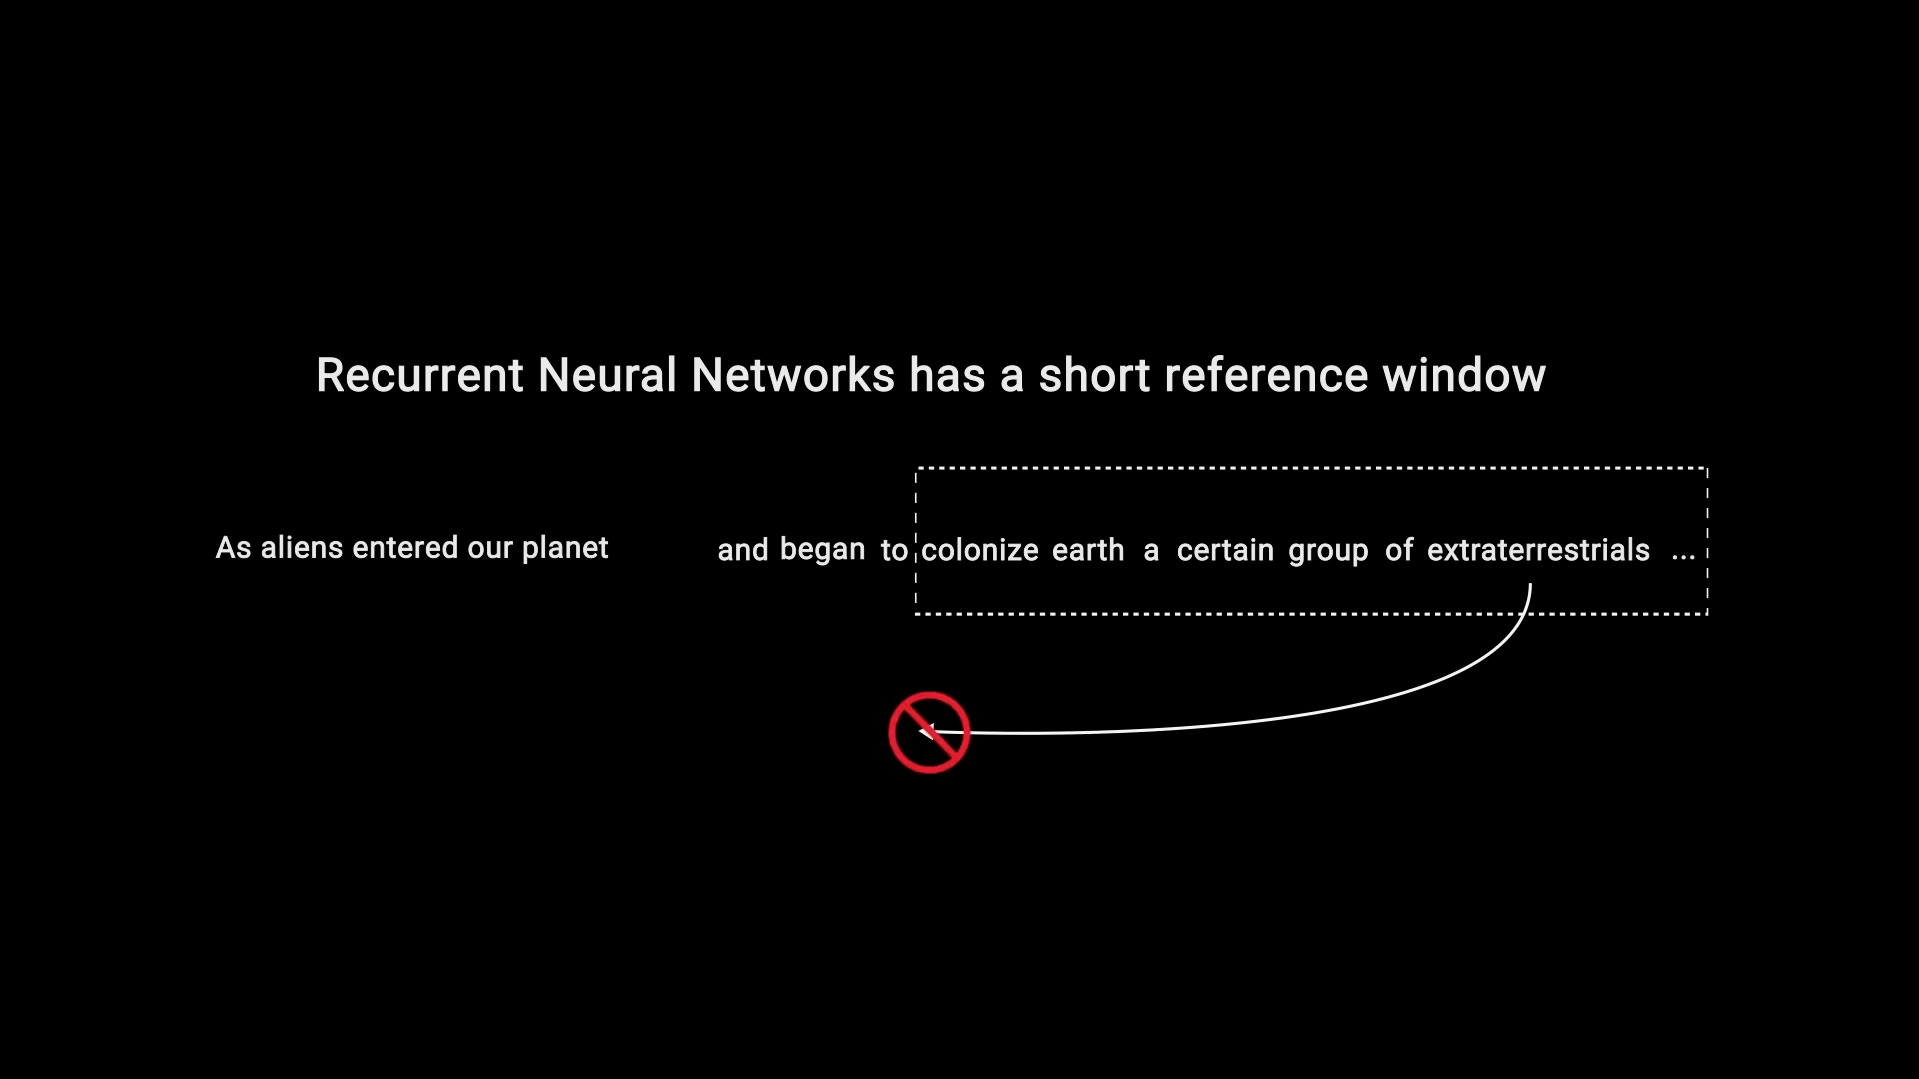 Recurrent Neural Networks has a short reference window
As aliens entered our planet and began to colonize earth a certain group of extraterrestrials ...